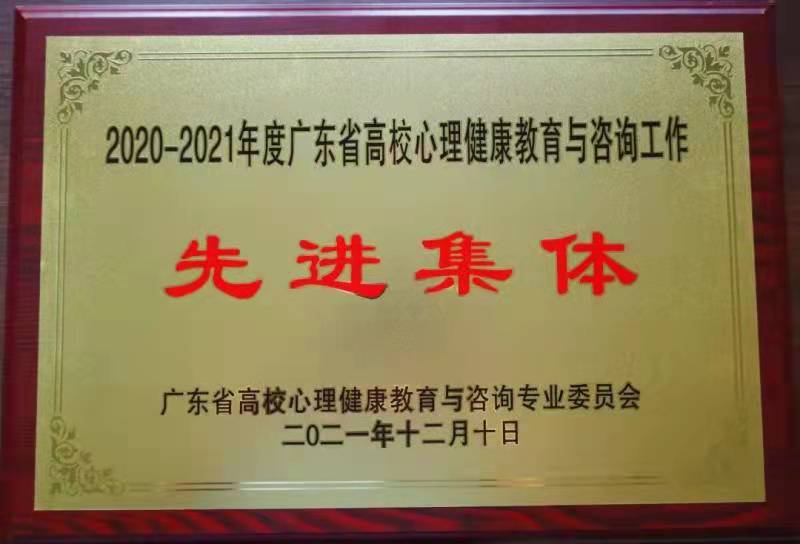 2020-2021年度广东省高校心理健康教育与咨询工作
先进集体
广东省高校心理健康教育与咨询专业委员会
二〇二一年十二月十日